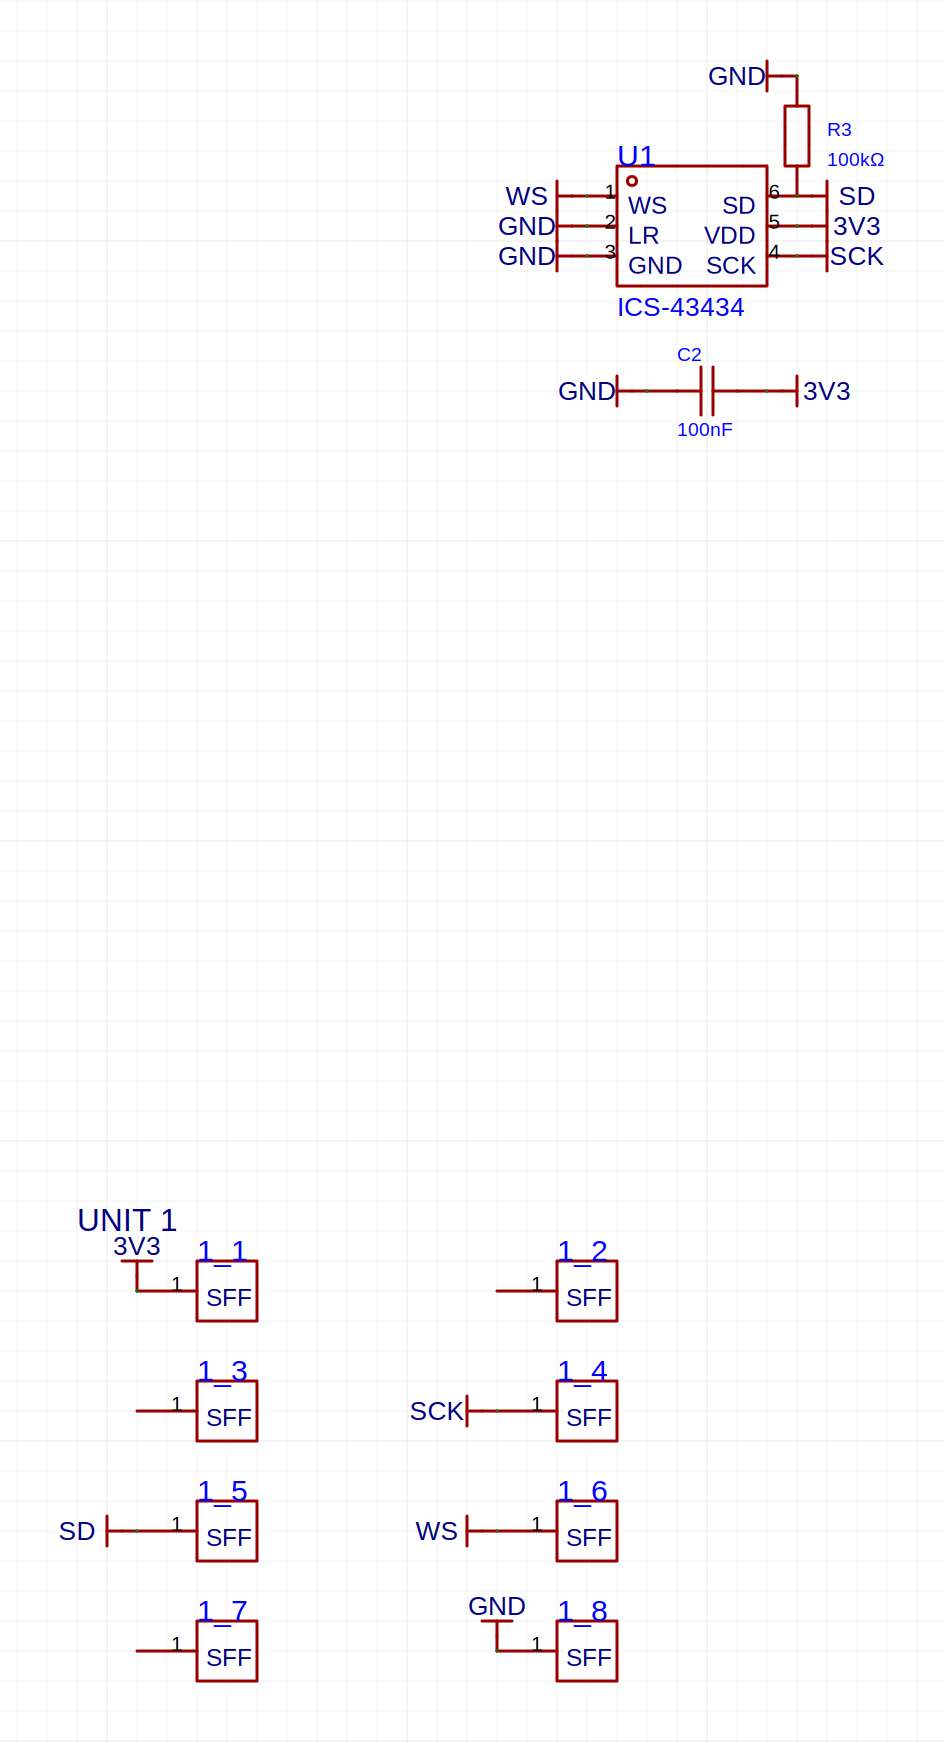 GND
R3
100kΩ
U1
WS 1 WS SD 6 SD
GND 2 LR VDD 5 3V3
GND 3 GND SCK 4 SCK
ICS-43434
C2
GND 3V3
100nF
UNIT 1
3V3
1_1
1 SFF
1_2
1 SFF
1_3
1 SFF
1_4
SCK 1 SFF
1_5
SD 1 SFF
1_6
WS 1 SFF
1_7
1 SFF
GND
1_8
1 SFF